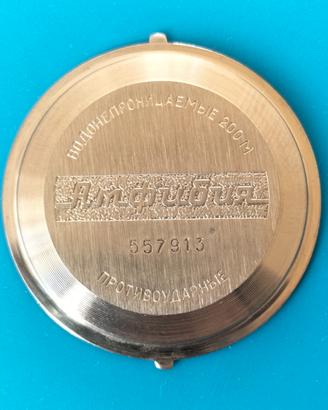 ВОДОНЕПРОНИЦАЕМЫЕ 200М
Амфибия
557913
ПРОТИВОУДАРНЫЕ